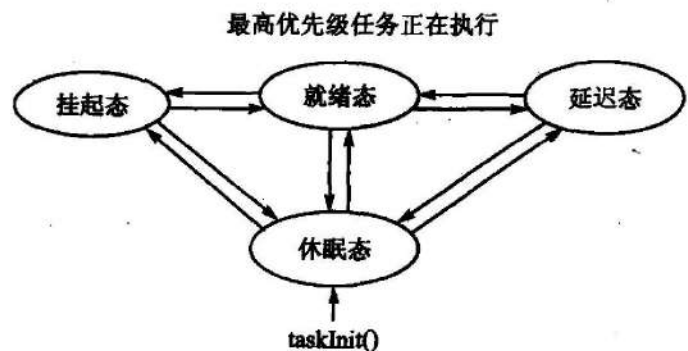 最高优先级任务正在执行
挂起态
就绪态
延迟态
休眠态
taskInit()